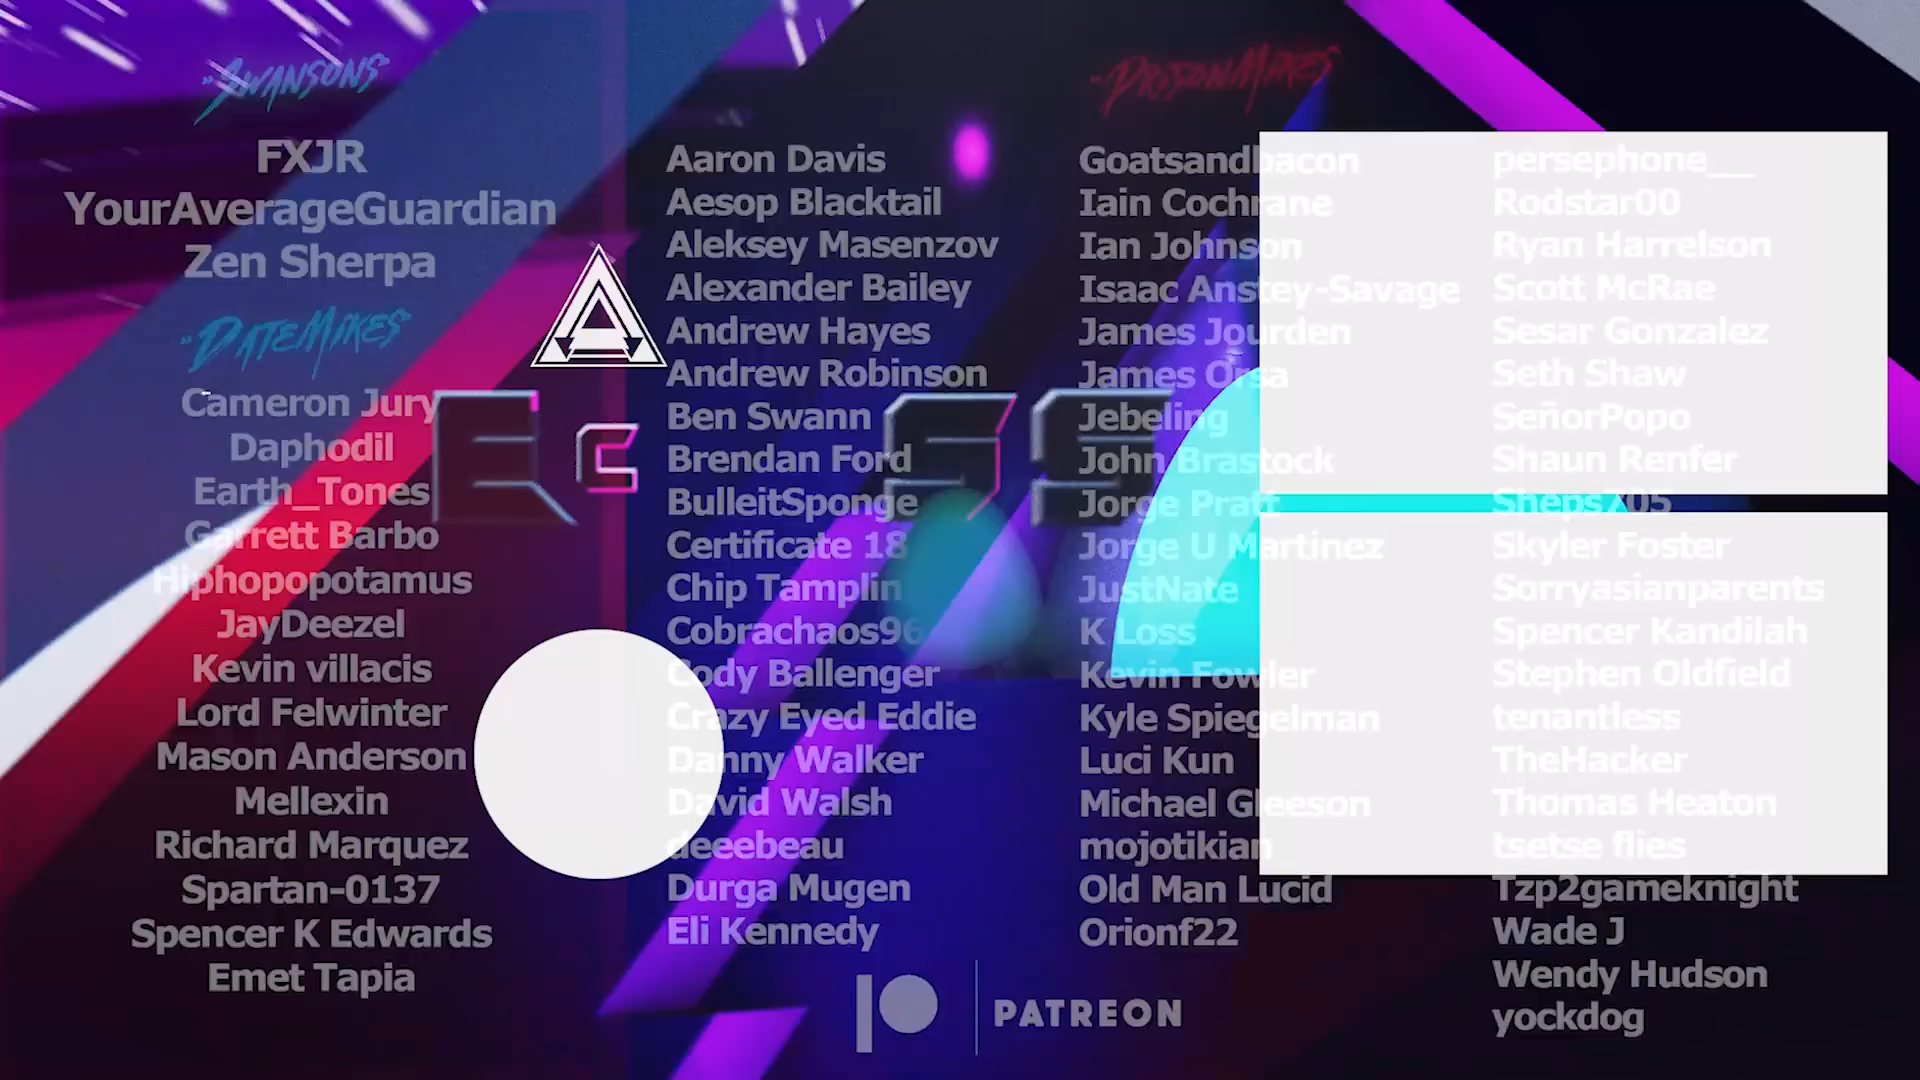 "Swansons"
FXJR
YourAverageGuardian
Zen Sherpa
"DateMikes"
Cameron Jury
Daphodil
Earth_Tones
Garrett Barbo
Hiphopopotamus
JayDeezel
Kevin villacis
Lord Felwinter
Mason Anderson
Mellexin
Richard Marquez
Spartan-0137
Spencer K Edwards
Emet Tapia
"PrisonMikes"
Aaron Davis
Aesop Blacktail
Aleksey Masenzov
Alexander Bailey
Andrew Hayes
Andrew Robinson
Ben Swann
Brendan Ford
BulleitSponge
Certificate 18
Chip Tamplin
Cobrachaos96
Cody Ballenger
Crazy Eyed Eddie
Danny Walker
David Walsh
deeebeau
Durga Mugen
Eli Kennedy
Goatsandbacon
Iain Cochrane
Ian Johnson
Isaac Anstey-Savage
James Jourden
James Orsa
Jebeling
John Brastock
Jorge Pratt
Jorge U Martinez
JustNate
K Loss
Kevin Fowler
Kyle Spiegelman
Luci Kun
Michael Gleeson
mojotikian
Old Man Lucid
Orionf22
persephone__
Rodstar00
Ryan Harrelson
Scott McRae
Sesar Gonzalez
Seth Shaw
SeñorPopo
Shaun Renfer
Sheps705
Skyler Foster
Sorryasianparents
Spencer Kandilah
Stephen Oldfield
tenantless
TheHacker
Thomas Heaton
tsetse flies
Tzp2gameknight
Wade J
Wendy Hudson
yockdog
PATREON